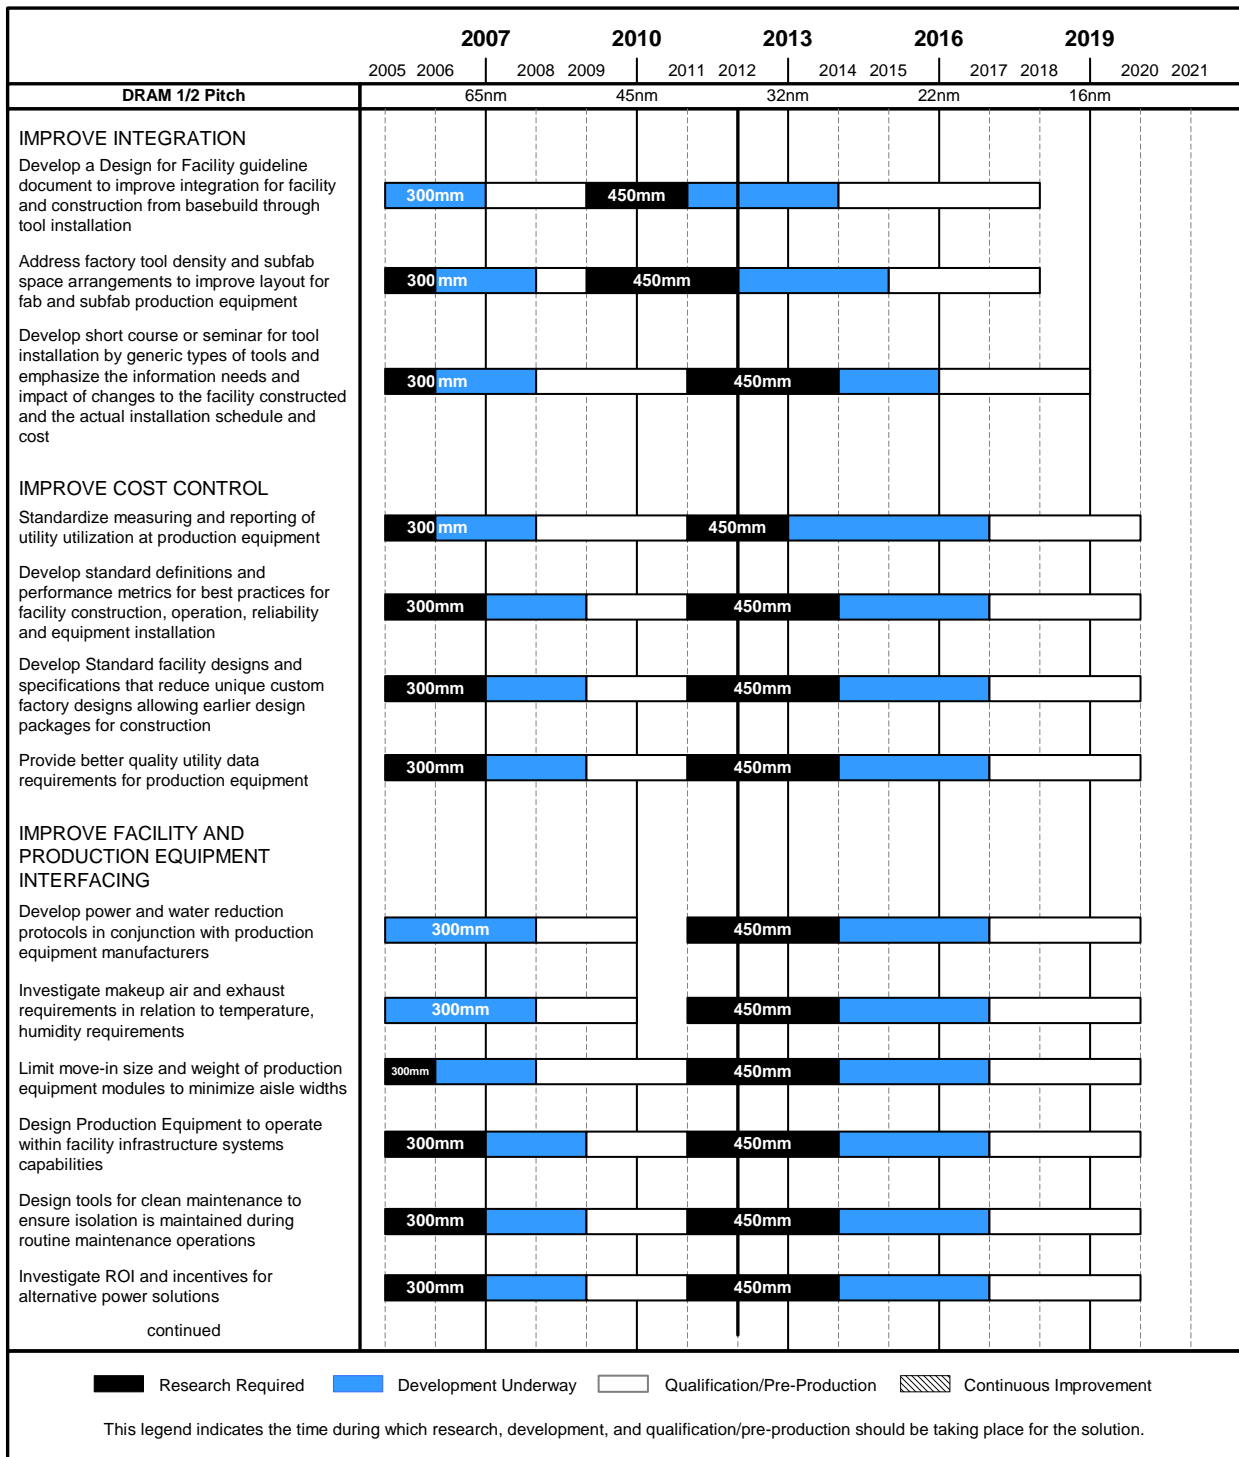 2007 2010 2013 2016 2019
2005 2006 2008 2009 2011 2012 2014 2015 2017 2018 2020 2021
DRAM 1/2 Pitch 65nm 45nm 32nm 22nm 16nm
IMPROVE INTEGRATION
Develop a Design for Facility guideline
document to improve integration for facility
and construction from basebuild through
tool installation
300mm 450mm
Address factory tool density and subfab
space arrangements to improve layout for
fab and subfab production equipment
300 mm 450mm
Develop short course or seminar for tool
installation by generic types of tools and
emphasize the information needs and
impact of changes to the facility constructed
and the actual installation schedule and
cost
300 mm 450mm
IMPROVE COST CONTROL
Standardize measuring and reporting of
utility utilization at production equipment
300 mm 450mm
Develop standard definitions and
performance metrics for best practices for
facility construction, operation, reliability
and equipment installation
300mm 450mm
Develop Standard facility designs and
specifications that reduce unique custom
factory designs allowing earlier design
packages for construction
300mm 450mm
Provide better quality utility data
requirements for production equipment
300mm 450mm
IMPROVE FACILITY AND
PRODUCTION EQUIPMENT
INTERFACING
Develop power and water reduction
protocols in conjunction with production
equipment manufacturers
300mm 450mm
Investigate makeup air and exhaust
requirements in relation to temperature,
humidity requirements
300mm 450mm
Limit move-in size and weight of production
equipment modules to minimize aisle widths
300mm 450mm
Design Production Equipment to operate
within facility infrastructure systems
capabilities
300mm 450mm
Design tools for clean maintenance to
ensure isolation is maintained during
routine maintenance operations
300mm 450mm
Investigate ROI and incentives for
alternative power solutions
300mm 450mm
continued
Research Required Development Underway Qualification/Pre-Production Continuous Improvement
This legend indicates the time during which research, development, and qualification/pre-production should be taking place for the solution.